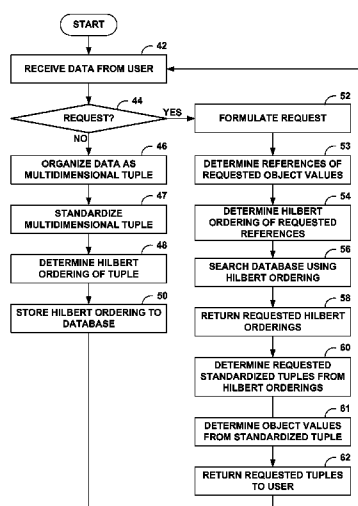 START
42
RECEIVE DATA FROM USER
44
REQUEST?
YES
NO
46
ORGANIZE DATA AS
MULTIDIMENSIONAL TUPLE
47
STANDARDIZE
MULTIDIMENSIONAL TUPLE
48
DETERMINE HILBERT
ORDERING OF TUPLE
50
STORE HILBERT ORDERING TO
DATABASE
52
FORMULATE REQUEST
53
DETERMINE REFERENCES OF
REQUESTED OBJECT VALUES
54
DETERMINE HILBERT
ORDERING OF REQUESTED
REFERENCES
56
SEARCH DATABASE USING
HILBERT ORDERING
58
RETURN REQUESTED HILBERT
ORDERINGS
60
DETERMINE REQUESTED
STANDARDIZED TUPLES FROM
HILBERT ORDERINGS
61
DETERMINE OBJECT VALUES
FROM STANDARDIZED TUPLE
62
RETURN REQUESTED TUPLES
TO USER